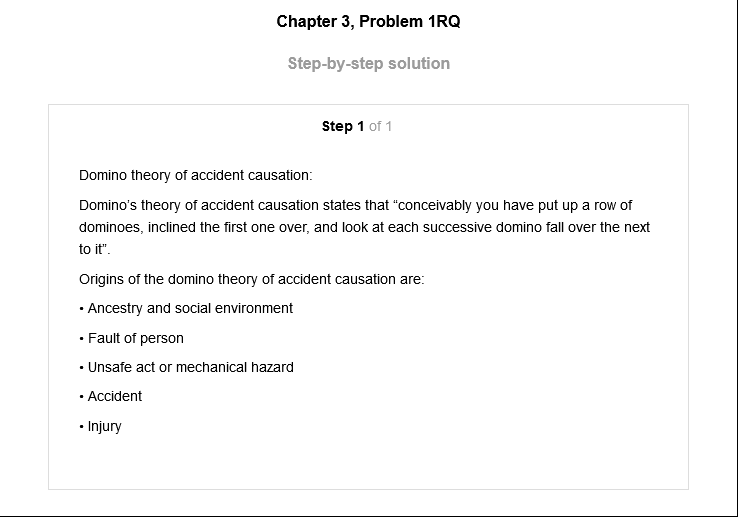 Chapter 3, Problem 1RQ
Step-by-step solution
Step 1 of 1
Domino theory of accident causation:
Domino's theory of accident causation states that “conceivably you have put up a row of
dominoes, inclined the first one over, and look at each successive domino fall over the next
to it”.
Origins of the domino theory of accident causation are:
• Ancestry and social environment
• Fault of person
• Unsafe act or mechanical hazard
• Accident
• Injury